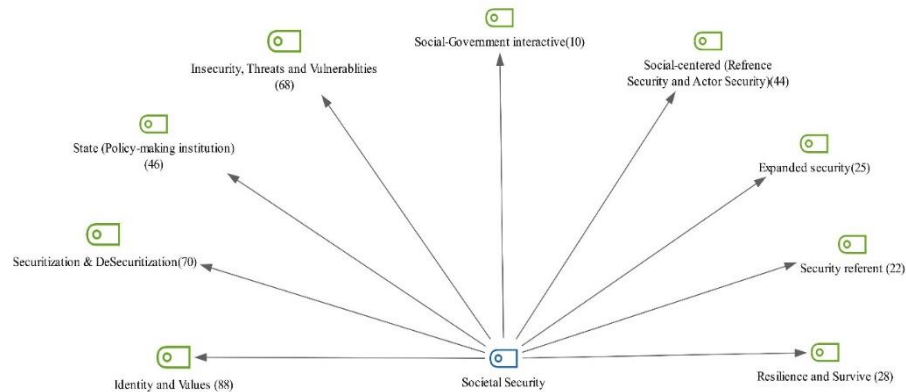 Social-Government interactive(10)
Insecurity, Threats and Vulnerablities
(68)
Social-centered (Refrence
Security and Actor Security)(44)
State (Policy-making institution)
(46)
Expanded security(25)
Securitization & DeSecuritization(70)
Security referent (22)
Identity and Values (88)
Societal Security
Resilience and Survive (28)